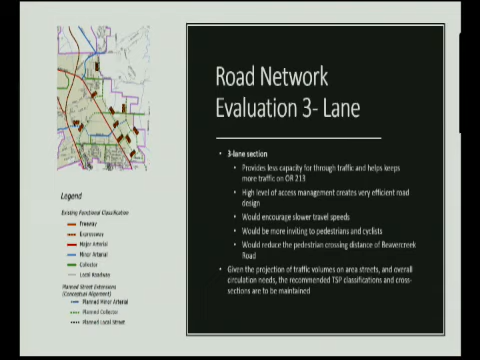 Road Network
Evaluation 3- Lane
• 3-lane section
• Provides less capacity for through traffic and helps keeps
more traffic on OR 213
• High level of access management creates very efficient road
design
• Would encourage slower travel speeds
• Would be more inviting to pedestrians and cyclists
• Would reduce the pedestrian crossing distance of Beavercreek
Road
• Given the projection of traffic volumes on area streets, and overall
circulation needs, the recommended TSP classifications and cross-
sections are to be maintained
Legend
Existing Functional Classification
Freeway
Expressway
Major Arterial
Minor Arterial
Collector
Local Roadway
Planned Street Extensions
(Conceptual Alignment)
Planned Minor Arterial
Planned Collector
Planned Local Street